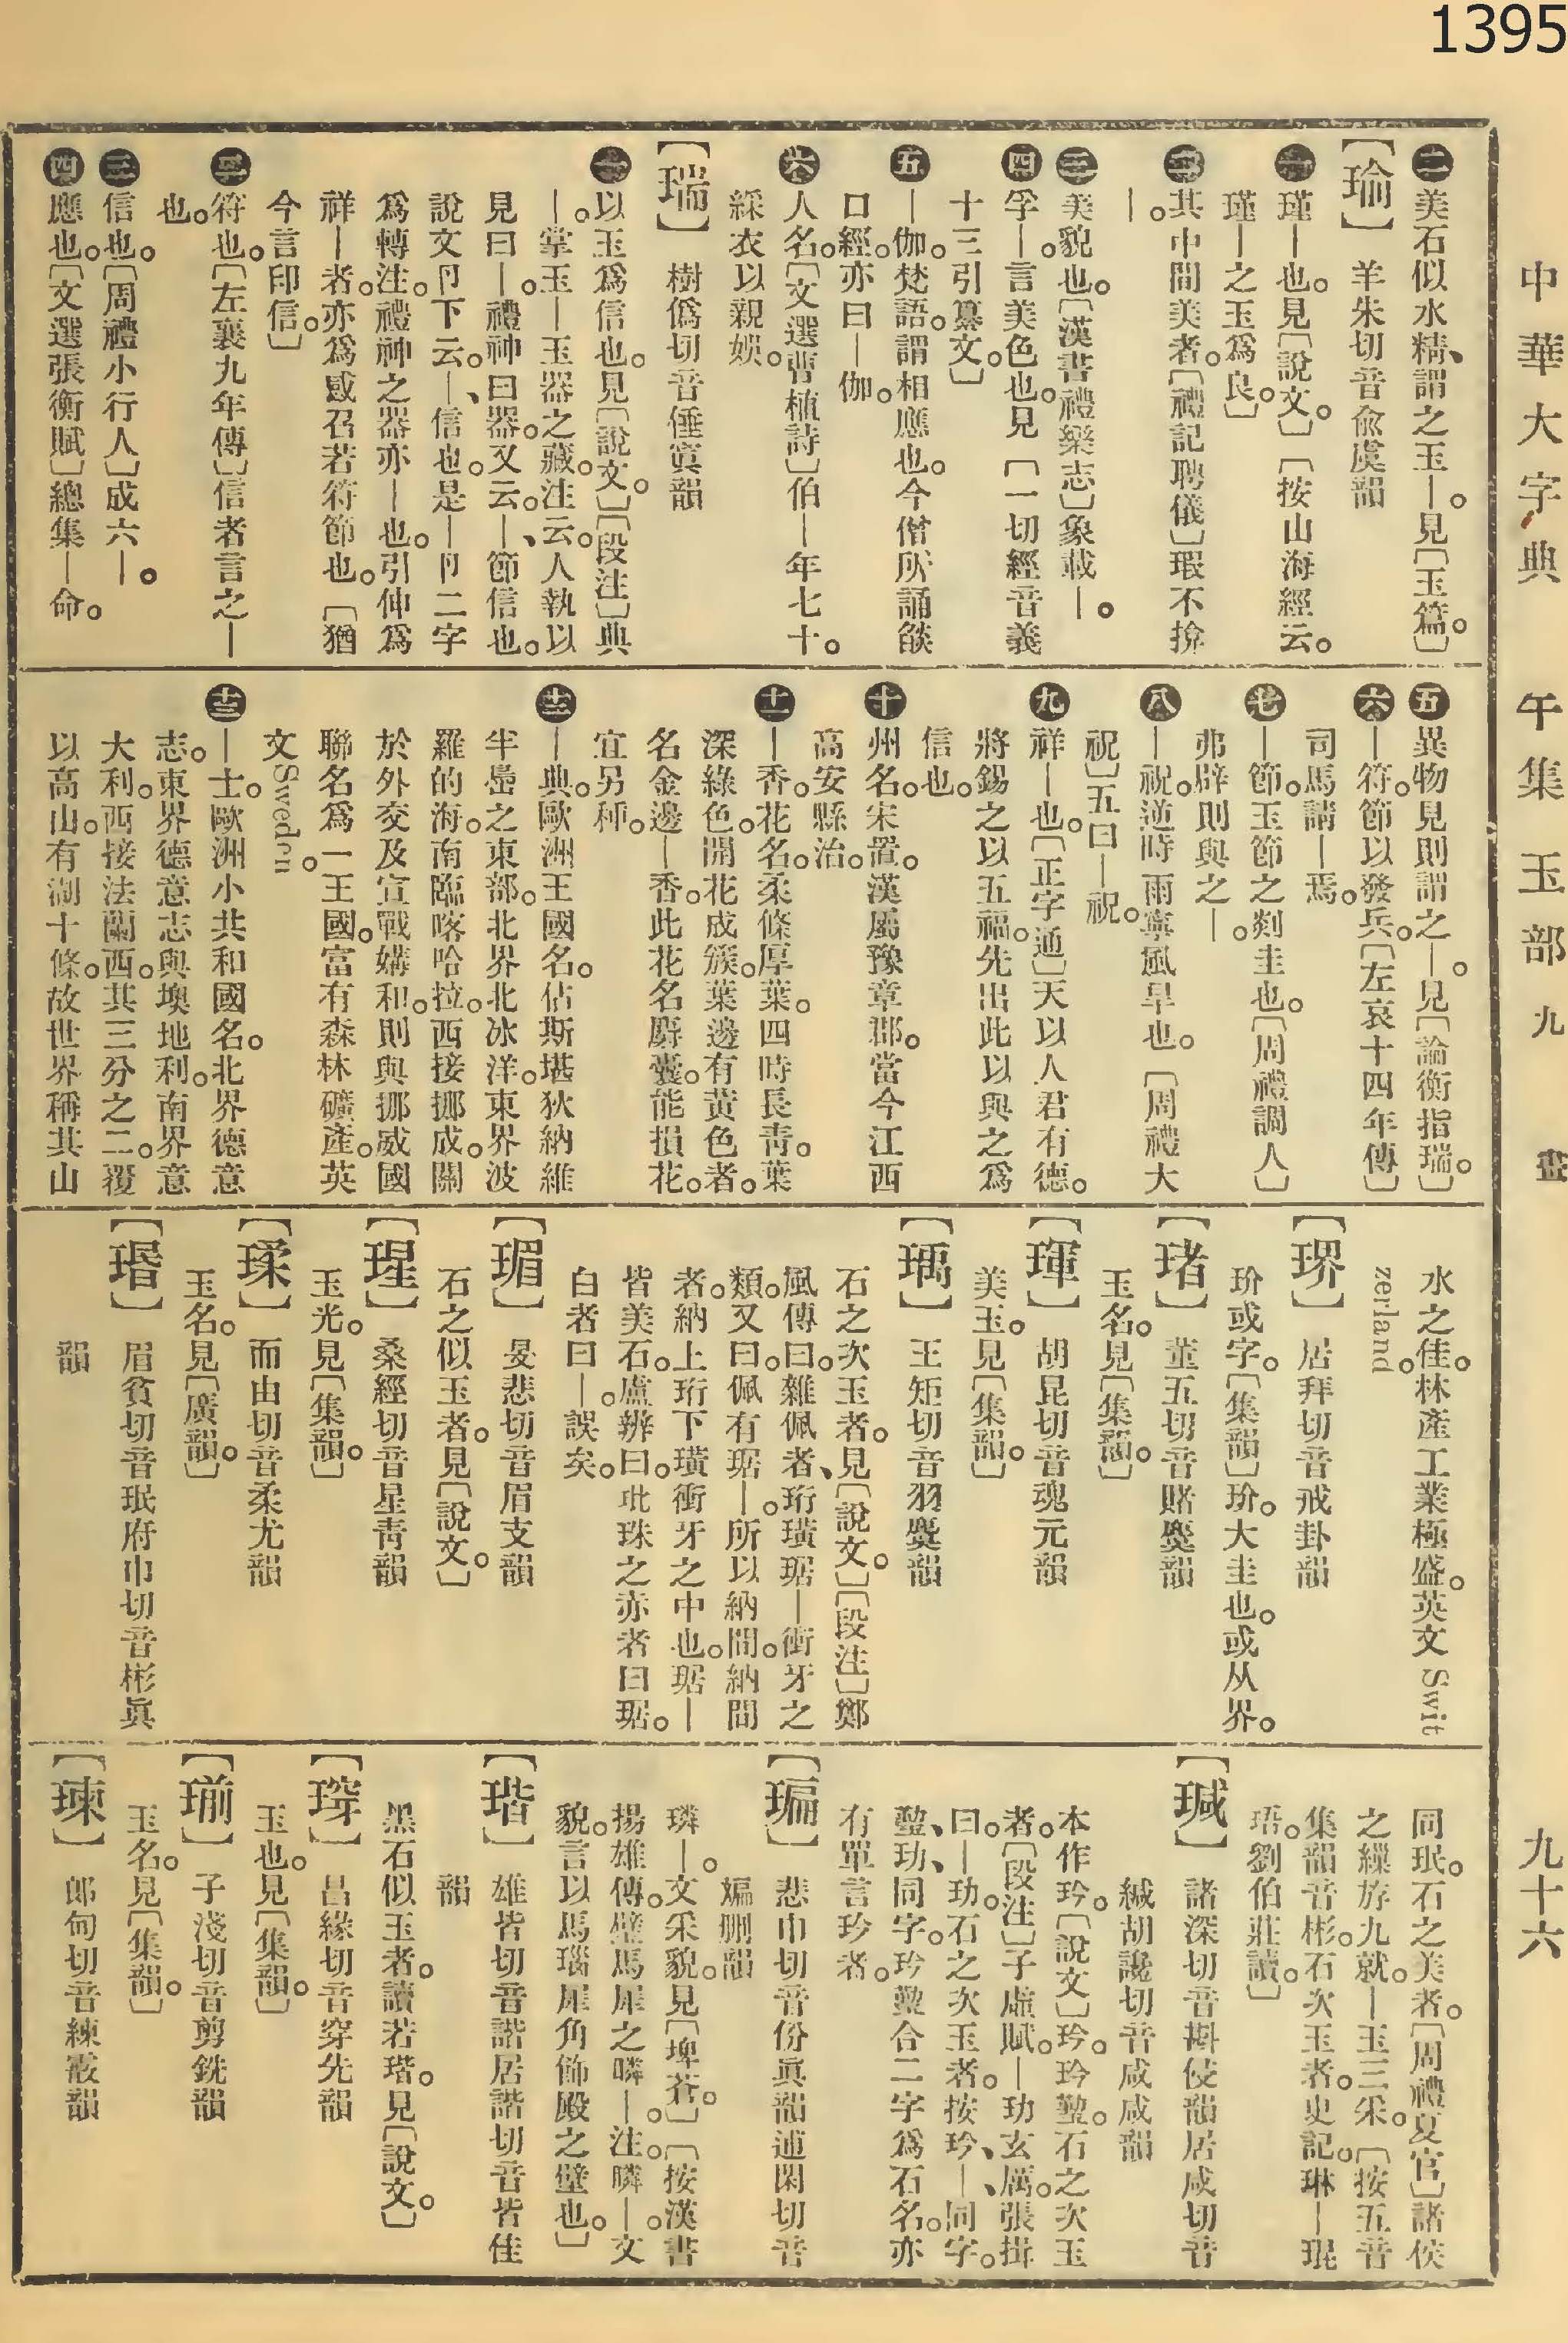 1395
中華大字典　午集　玉部　九畫　九十六
㊁美石似水精、謂之玉｜。見〔玉篇。〕
〔瑜〕羊朱切音兪虞韻
㊀瑾｜也。見〔說文。〕〔按山海經云。
瑾｜之玉爲良。〕
㊁其中間美者。〔禮記聘儀〕瑕不揜
｜。
㊂美貌也。〔漢書禮樂志〕象載｜。
㊃孚｜。言美色也。見〔一切經音義
十三引纂文。〕
㊄｜伽。梵語。謂相應也。今僧所誦燄
口經。亦曰｜伽。
㊅人名。〔文選曹植詩〕伯｜年七十。
綵衣以親娛。
〔瑞〕樹僞切音倕寘韻
㊀以玉爲信也。見〔說文。〕〔段注〕典
｜。掌玉｜玉器之藏。注云。人執以
見曰｜。禮神曰器。又云。｜、節信也。
說文卪下云。｜、信也。是｜卪二字
爲轉注。禮神之器亦｜也。引伸爲
祥｜者。亦爲感召若符節也。〔猶
今言印信。〕
㊁符也。〔左襄九年傳〕信者言之｜
也。
㊂信也。〔周禮小行人〕成六｜。
㊃應也。〔文選張衡賦〕總集｜命。
㊄異物見則謂之｜。見〔論衡指瑞。〕
㊅｜符。節以發兵。〔左哀十四年傳〕
司馬請｜焉。
㊆｜節。玉節之剡圭也。〔周禮調人〕
弗辟則與之｜。
㊇｜祝。逆時雨寧風旱也。〔周禮大
祝〕五曰｜祝。
㊈祥｜也。〔正字通〕天以人君有德。
將錫之以五福。先出此以與之爲
信也。
㊉州名。宋置。漢屬豫章郡。當今江西
高安縣治。
十一｜香。花名。柔條厚葉。四時長靑。葉
深綠色。開花成簇。葉邊有黃色者。
名金邊｜香。此花名麝囊。能損花。
宜另種。
十二｜典。歐洲王國名。佔斯堪狄納維
半島之東部。北界北冰洋。東界波
羅的海。南臨喀哈拉。西接挪威。關
於外交及宣戰媾和。則與挪威國
聯名爲一王國。富有森林礦產。英
文 Sweden。
十三｜士。歐洲小共和國名。北界德意
志。東界德意志與墺地利。南界意
大利。西接法蘭西。其三分之二。覆
以高山。有湖十條。故世界稱其山
水之佳。林產工業極盛。英文 Swit
zerland。
〔㻺〕居拜切音戒卦韻
玠或字。〔集韻〕玠。大圭也。或从界。
〔瑎〕董五切音賭麌韻
玉名。見〔集韻。〕
〔琿〕胡昆切音魂元韻
美玉。見〔集韻。〕
〔瑀〕王矩切音羽麌韻
石之次玉者。見〔說文。〕〔段注〕鄭
風傳曰。雜佩者、珩璜琚｜衝牙之
類。又曰。佩有琚｜。所以納間。納間
者。納上珩下璜衝牙之中也。琚｜
皆美石。盧辨曰。玭珠之赤者曰琚。
白者曰｜。誤矣。
〔瑂〕旻悲切音眉支韻
石之似玉者。見〔說文。〕
〔瑆〕桑經切音星靑韻
玉光。見〔集韻。〕
〔瑈〕而由切音柔尤韻
玉名。見〔廣韻。〕
〔瑉〕眉貧切音珉府巾切音彬眞
韻
同珉。石之美者。〔周禮夏官〕諸侯
之繅斿九就。｜玉三采。〔按五音
集韻音彬。石次玉者。史記。琳｜琨
珸。劉伯莊讀。〕
〔瑊〕諸深切音斟侵韻居咸切音
緘胡讒切音咸咸韻
本作玪。〔說文〕玪。玪䥯。石之次玉
者。〔段注〕子虛賦。｜玏玄厲。張揖
曰。｜玏。石之次玉者。按玪、｜、同字。
䥯、玏、同字。玪䥯合二字爲石名。亦
有單言玪者。
〔斒〕悲巾切音份眞韻逋閑切音
斒刪韻
璘｜。文采貌。見〔埤蒼。〕〔按漢書
揚雄傳。壁馬犀之瞵｜。注。瞵｜。文
貌。言以馬瑙犀角飾殿之壁也。〕
〔瑎〕雄皆切音諧居諧切音皆佳
韻
黑石似玉者。讀若瑎。見〔說文。〕
〔瑏〕昌緣切音穿先韻
玉也。見〔集韻。〕
〔瑐〕子淺切音剪銑韻
玉名。見〔集韻。〕
〔瑓〕郎甸切音練霰韻